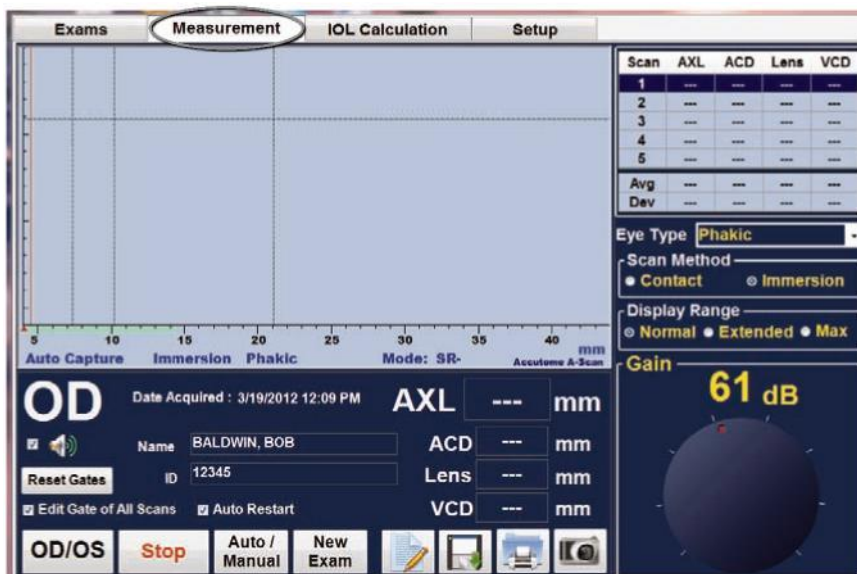 Exams Measurement IOL Calculation Setup
Scan AXL ACD Lens VCD
1 --- --- --- ---
2 --- --- --- ---
3 --- --- --- ---
4 --- --- --- ---
5 --- --- --- ---
Avg --- --- --- ---
Dev --- --- --- ---
Eye Type Phakic
Scan Method
Contact Immersion
Display Range
Normal Extended Max
Gain
61 dB
5 10 15 20 25 30 35 40 mm
Auto Capture Immersion Phakic Mode: SR- Accutome A-Scan
OD Date Acquired : 3/19/2012 12:09 PM AXL --- mm
Name BALDWIN, BOB ACD --- mm
Reset Gates ID 12345 Lens --- mm
Edit Gate of All Scans Auto Restart VCD --- mm
OD/OS Stop Auto / Manual New Exam